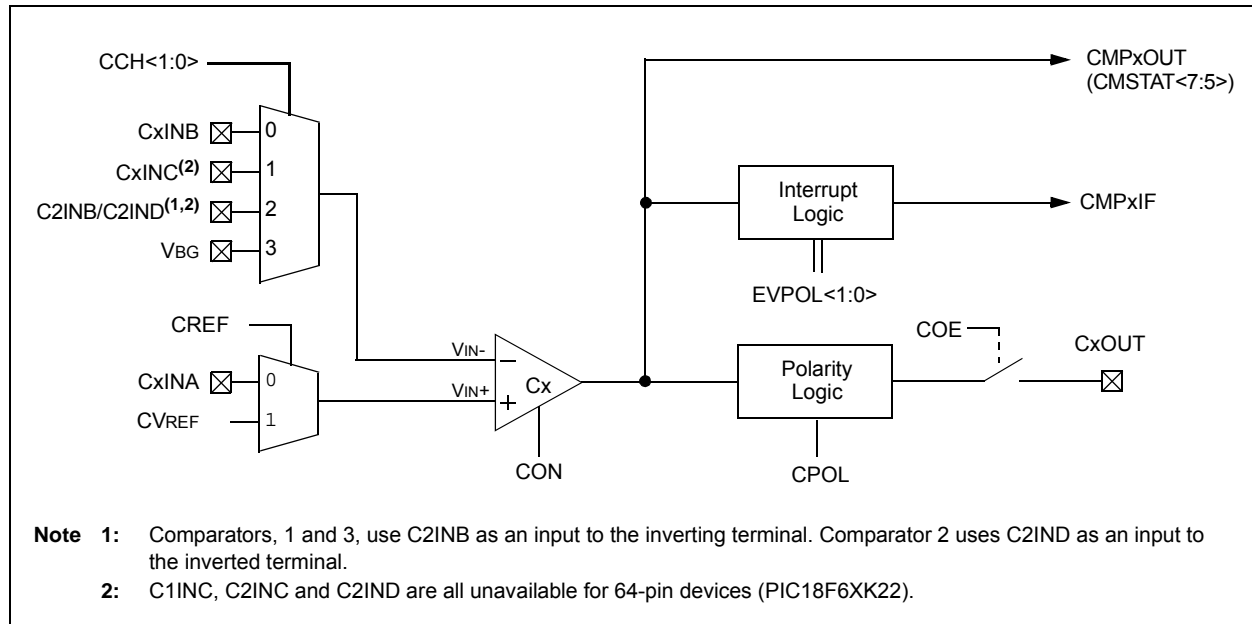 CCH<1:0>
CMPxOUT
(CMSTAT<7:5>)
CxINB
0
CxINC(2)
1
C2INB/C2IND(1,2)
2
VBG
3
Interrupt
Logic
CMPxIF
EVPOL<1:0>
CREF
COE
CxOUT
VIN-
–
CxINA
0
Cx
Polarity
Logic
VIN+
+
CVREF
1
CON
CPOL
Note 1: Comparators, 1 and 3, use C2INB as an input to the inverting terminal. Comparator 2 uses C2IND as an input to
the inverted terminal.
2: C1INC, C2INC and C2IND are all unavailable for 64-pin devices (PIC18F6XK22).